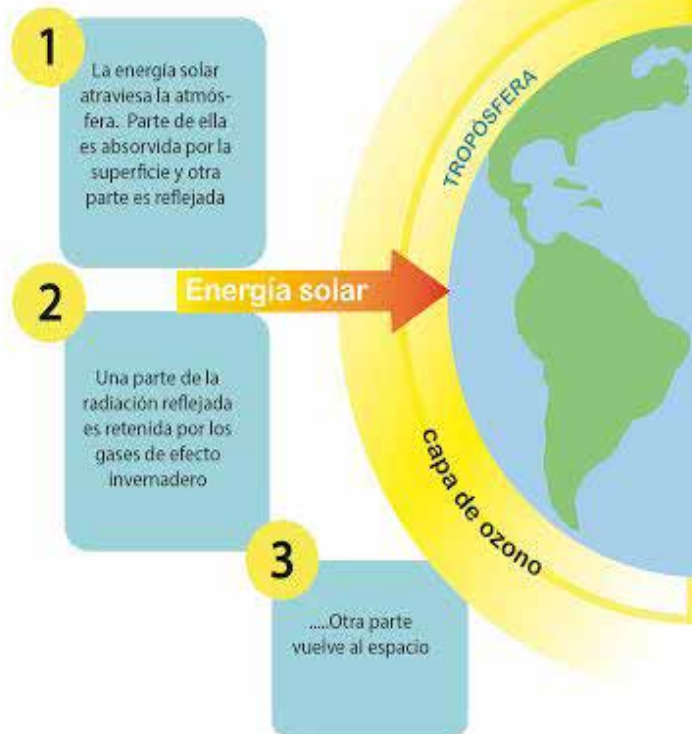 1
La energía solar
atraviesa la atmós-
fera. Parte de ella
es absorvida por la
superficie y otra
parte es reflejada
TROPÓSFERA
Energía solar
2
Una parte de la
radiación reflejada
es retenida por los
gases de efecto
invernadero
capa de ozono
3
.....Otra parte
vuelve al espacio